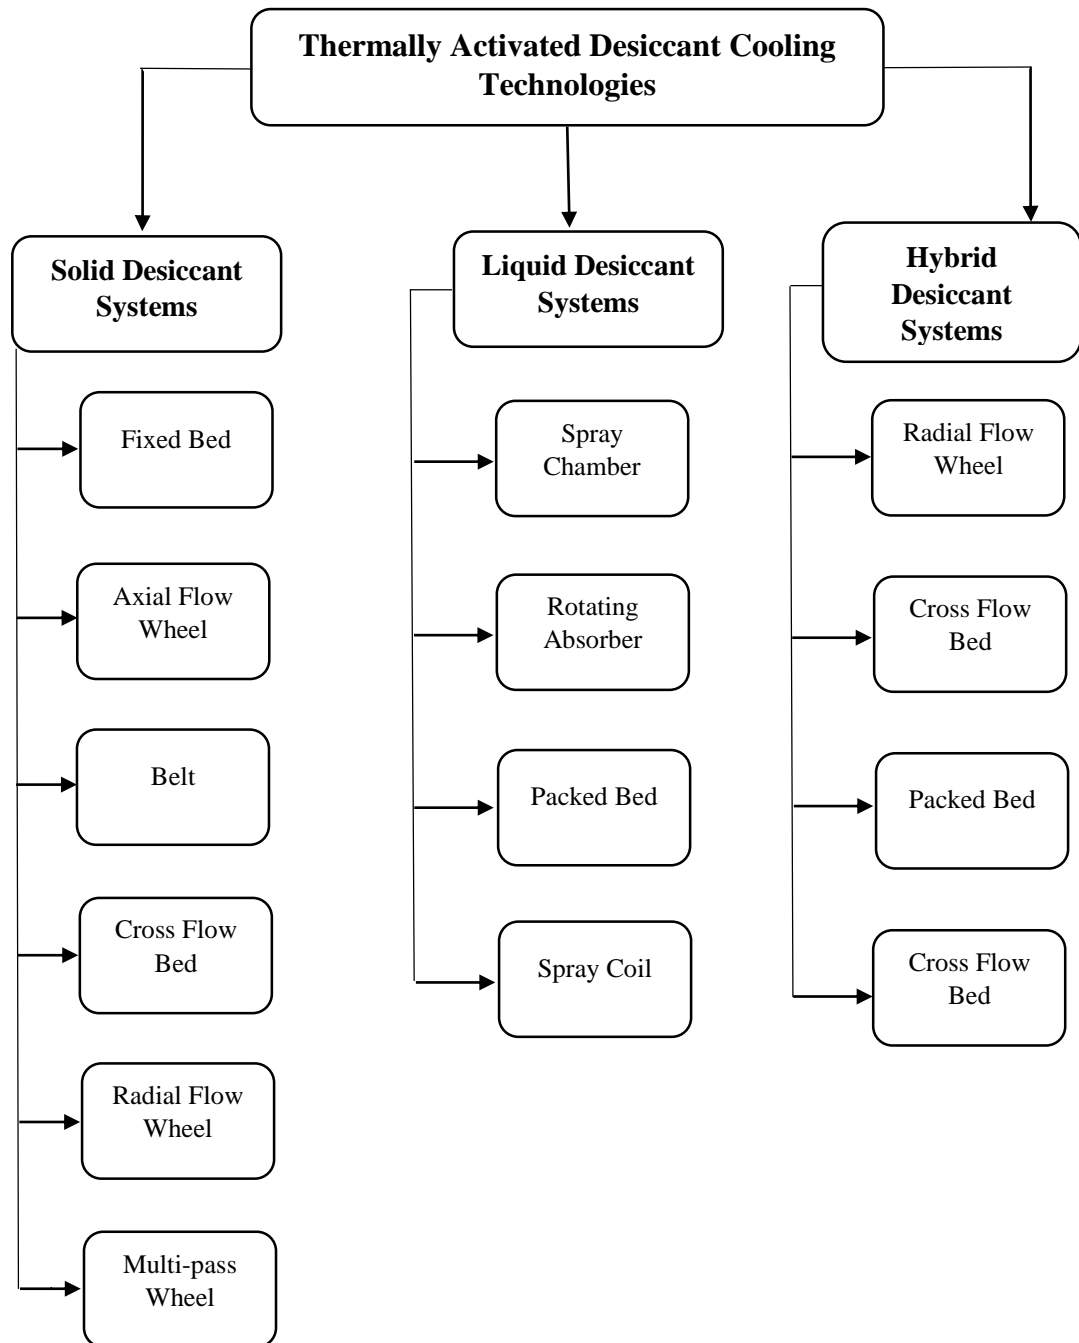 Thermally Activated Desiccant Cooling
Technologies
Solid Desiccant
Systems
Fixed Bed
Axial Flow
Wheel
Belt
Cross Flow
Bed
Radial Flow
Wheel
Multi-pass
Wheel
Liquid Desiccant
Systems
Spray
Chamber
Rotating
Absorber
Packed Bed
Spray Coil
Hybrid
Desiccant
Systems
Radial Flow
Wheel
Cross Flow
Bed
Packed Bed
Cross Flow
Bed